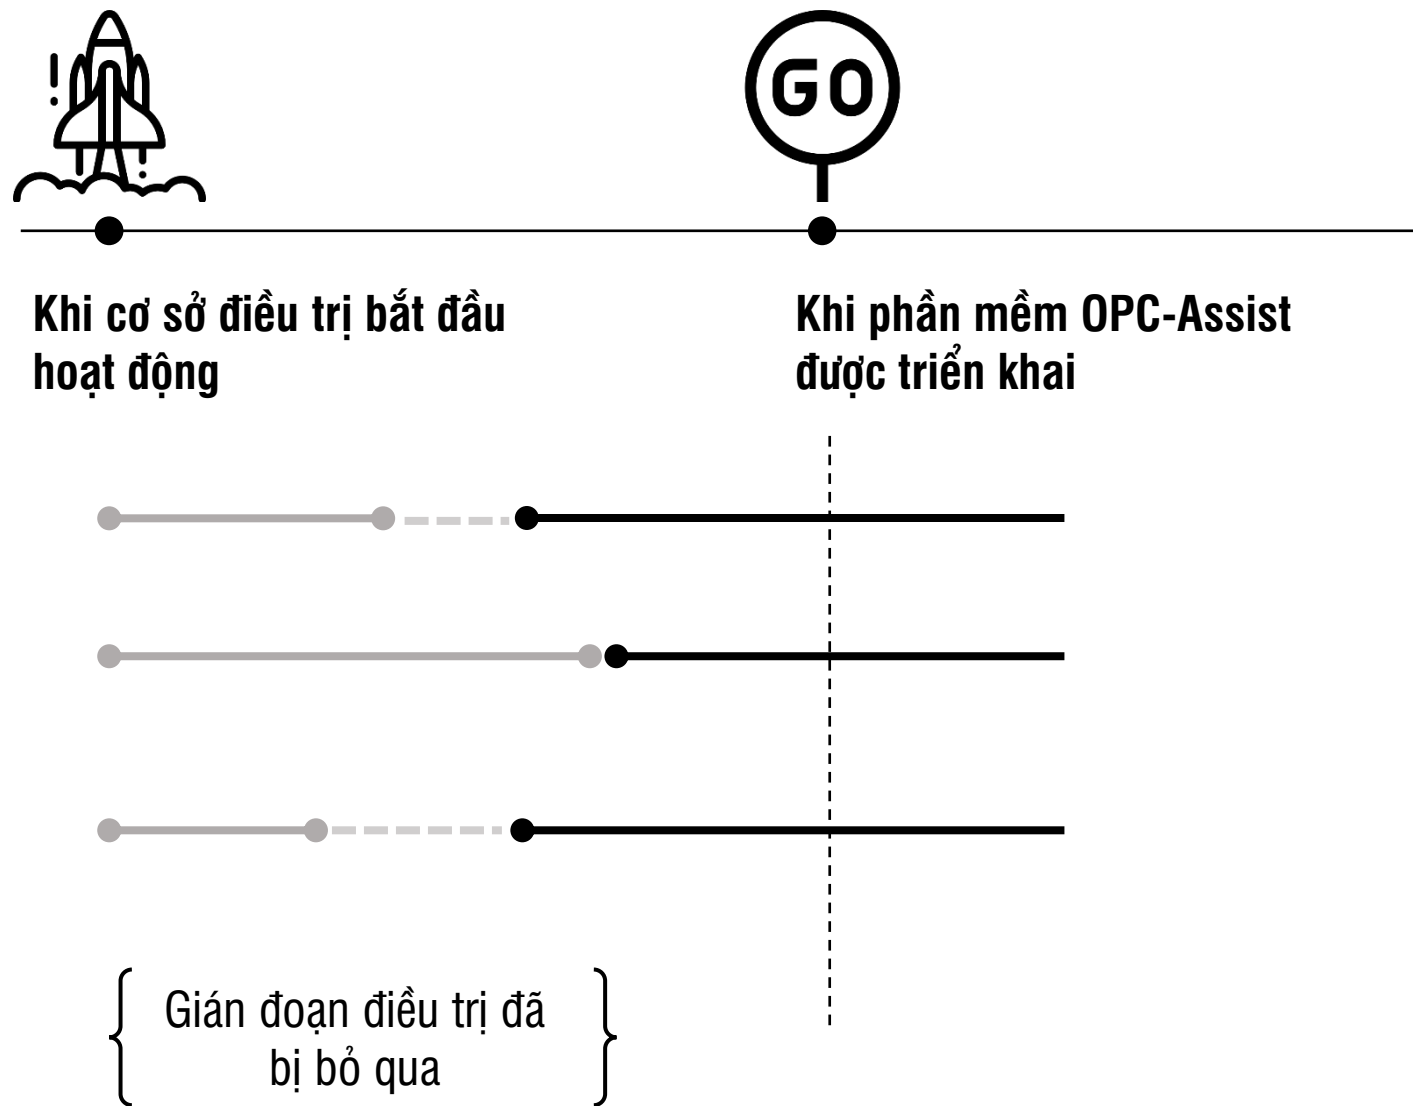 GO
Khi cơ sở điều trị bắt đầu
hoạt động
Khi phần mềm OPC-Assist
được triển khai
Gián đoạn điều trị đã
bị bỏ qua